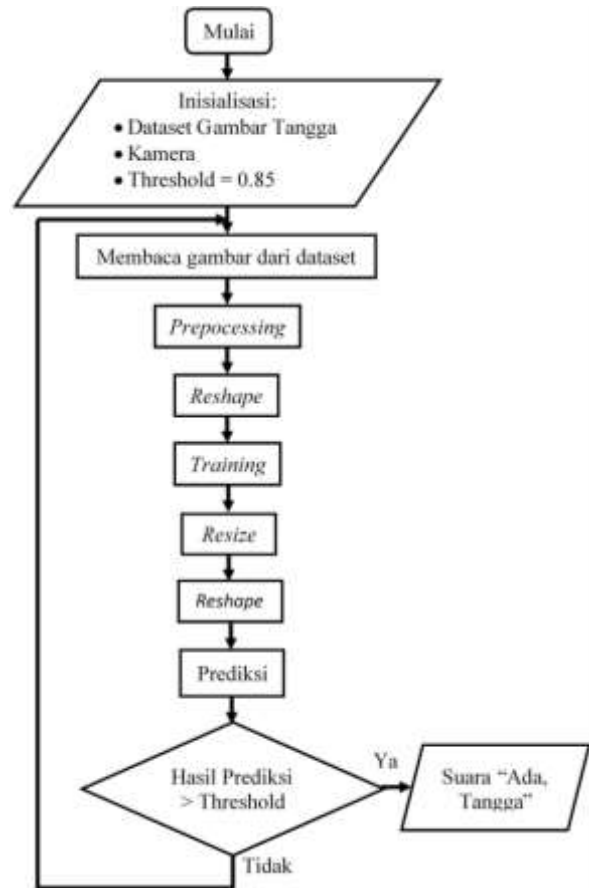 Mulai
Inisialisasi:
• Dataset Gambar Tangga
• Kamera
• Threshold = 0.85
Membaca gambar dari dataset
Prepocessing
Reshape
Training
Resize
Reshape
Prediksi
Hasil Prediksi
> Threshold
Ya
Suara “Ada,
Tangga”
Tidak